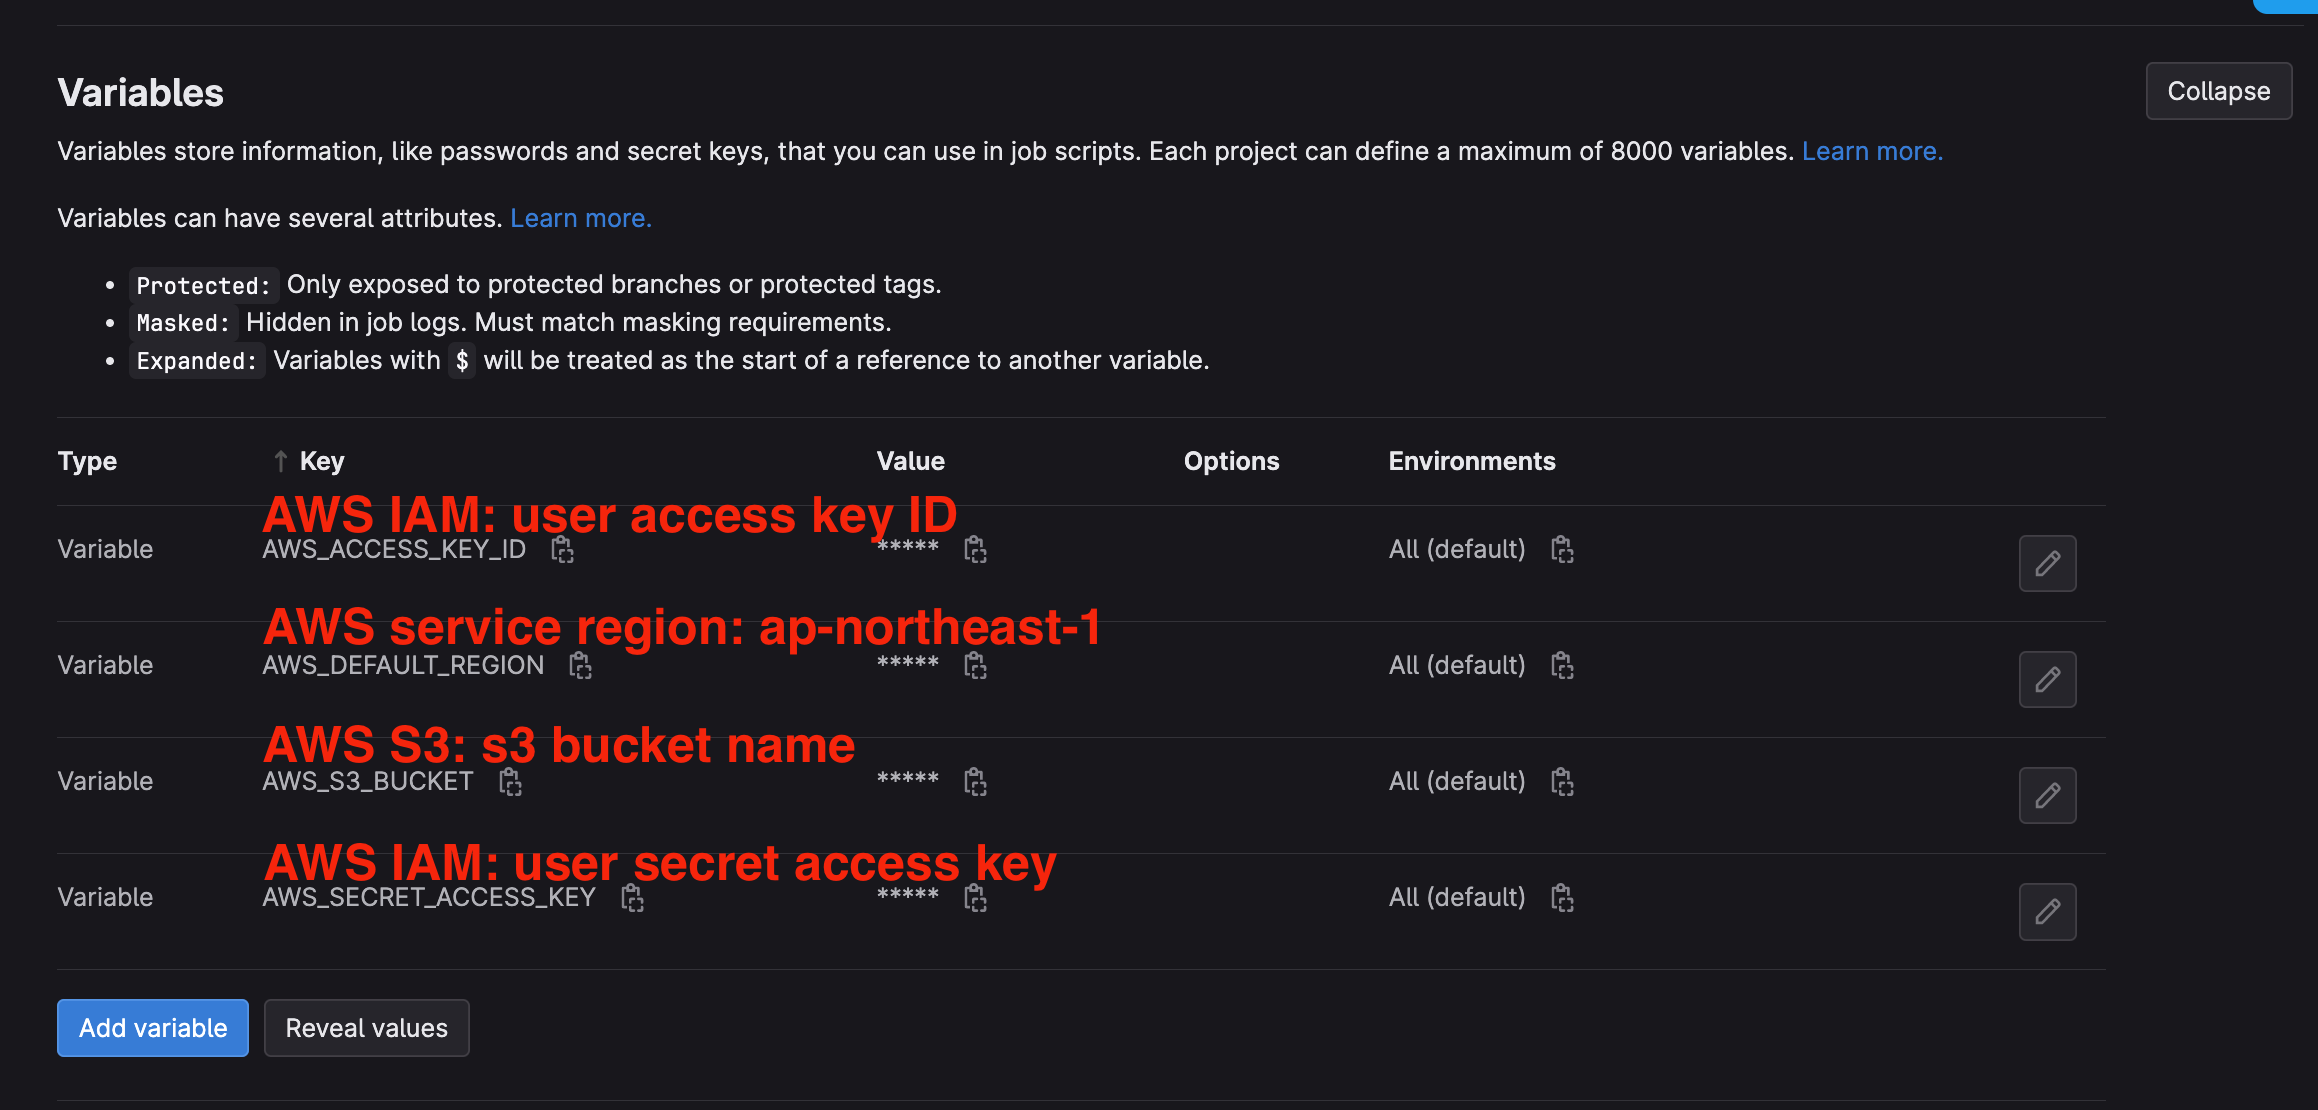 Variables
Collapse
Variables store information, like passwords and secret keys, that you can use in job scripts. Each project can define a maximum of 8000 variables. Learn more.
Variables can have several attributes. Learn more.
• Protected: Only exposed to protected branches or protected tags.
• Masked: Hidden in job logs. Must match masking requirements.
• Expanded: Variables with $ will be treated as the start of a reference to another variable.
Type ↑ Key Value Options Environments
AWS IAM: user access key ID
Variable AWS_ACCESS_KEY_ID ***** All (default)
AWS service region: ap-northeast-1
Variable AWS_DEFAULT_REGION ***** All (default)
AWS S3: s3 bucket name
Variable AWS_S3_BUCKET ***** All (default)
AWS IAM: user secret access key
Variable AWS_SECRET_ACCESS_KEY ***** All (default)
Add variable Reveal values